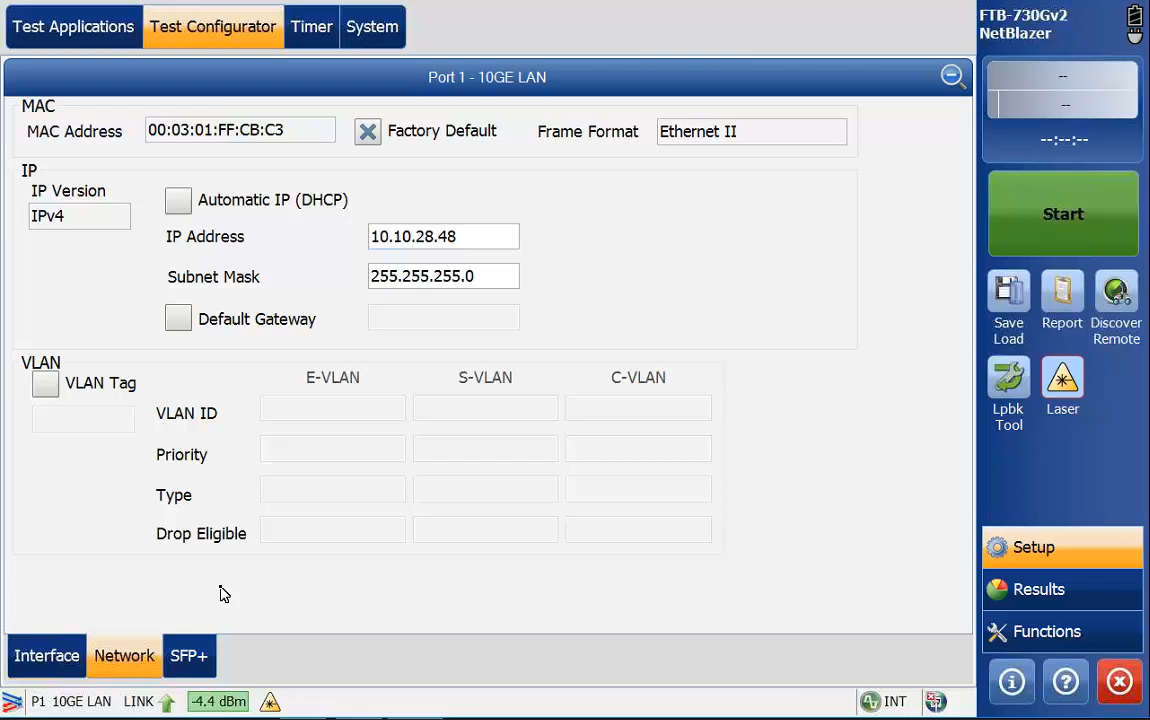 Test Applications
Test Configurator
Timer
System
FTB-730Gv2
NetBlazer
Port 1 - 10GE LAN
--
--
--:--:--
MAC
MAC Address
00:03:01:FF:CB:C3
Factory Default
Frame Format
Ethernet II
IP
IP Version
IPv4
Automatic IP (DHCP)
IP Address
10.10.28.48
Subnet Mask
255.255.255.0
Default Gateway
VLAN
VLAN Tag
E-VLAN
S-VLAN
C-VLAN
VLAN ID
Priority
Type
Drop Eligible
Start
Save
Load
Report
Discover
Remote
Lpbk
Tool
Laser
Setup
Results
Functions
Interface
Network
SFP+
P1 10GE LAN
LINK
-4.4 dBm
INT